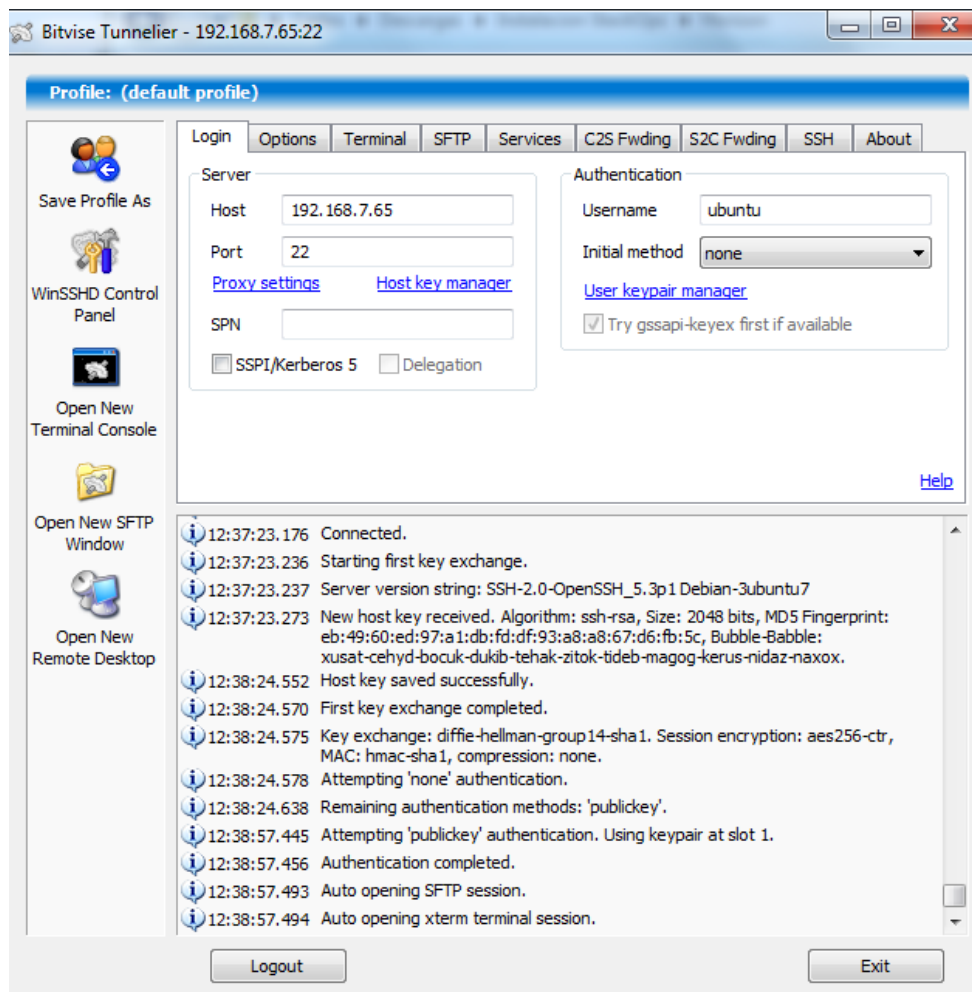 Bitvise Tunnelier - 192.168.7.65:22
Profile: (default profile)
Save Profile As
WinSSHD Control
Panel
Open New
Terminal Console
Open New SFTP
Window
Open New
Remote Desktop
Login Options Terminal SFTP Services C2S Fwding S2C Fwding SSH About
Server
Host 192.168.7.65
Port 22
Proxy settings Host key manager
SPN
SSPI/Kerberos 5 Delegation
Authentication
Username ubuntu
Initial method none
User keypair manager
Try gssapi-keyex first if available
Help
12:37:23.176 Connected.
12:37:23.236 Starting first key exchange.
12:37:23.237 Server version string: SSH-2.0-OpenSSH_5.3p1 Debian-3ubuntu7
12:37:23.273 New host key received. Algorithm: ssh-rsa, Size: 2048 bits, MD5 Fingerprint:
eb:49:60:ed:97:a1:db:fd:df:93:a8:a8:67:d6:fb:5c, Bubble-Babble:
xusat-cehyd-bocuk-dukib-tehak-zitok-tideb-magog-kerus-nidaz-naxox.
12:38:24.552 Host key saved successfully.
12:38:24.570 First key exchange completed.
12:38:24.575 Key exchange: diffie-hellman-group14-sha1. Session encryption: aes256-ctr,
MAC: hmac-sha1, compression: none.
12:38:24.578 Attempting 'none' authentication.
12:38:24.638 Remaining authentication methods: 'publickey'.
12:38:57.445 Attempting 'publickey' authentication. Using keypair at slot 1.
12:38:57.456 Authentication completed.
12:38:57.493 Auto opening SFTP session.
12:38:57.494 Auto opening xterm terminal session.
Logout
Exit